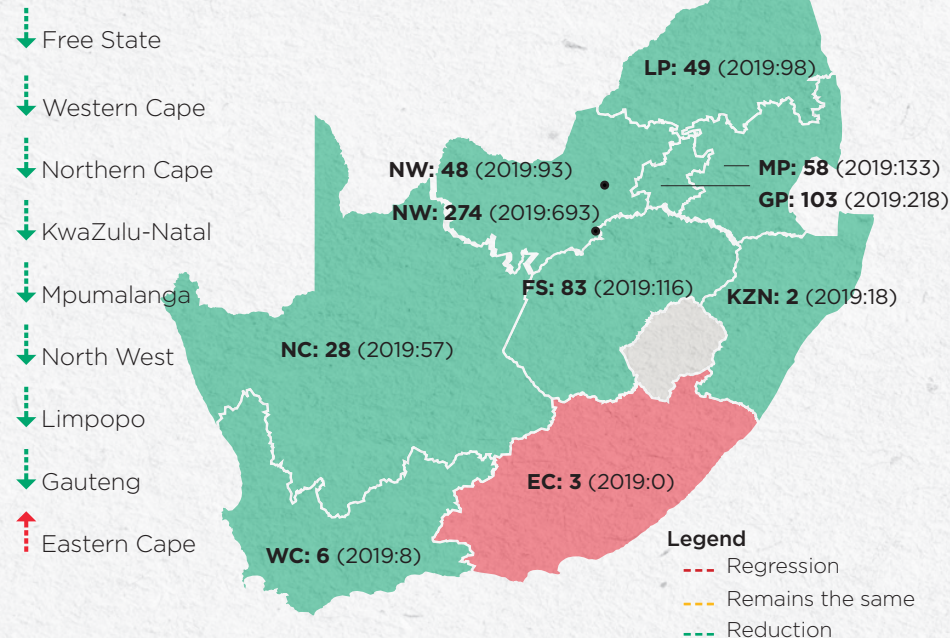 Free State
Western Cape
Northern Cape
KwaZulu-Natal
Mpumalanga
North West
Limpopo
Gauteng
Eastern Cape
LP: 49 (2019:98)
NW: 48 (2019:93)
MP: 58 (2019:133)
GP: 103 (2019:218)
NW: 274 (2019:693)
FS: 83 (2019:116)
KZN: 2 (2019:18)
NC: 28 (2019:57)
EC: 3 (2019:0)
WC: 6 (2019:8)
Legend
Regression
Remains the same
Reduction